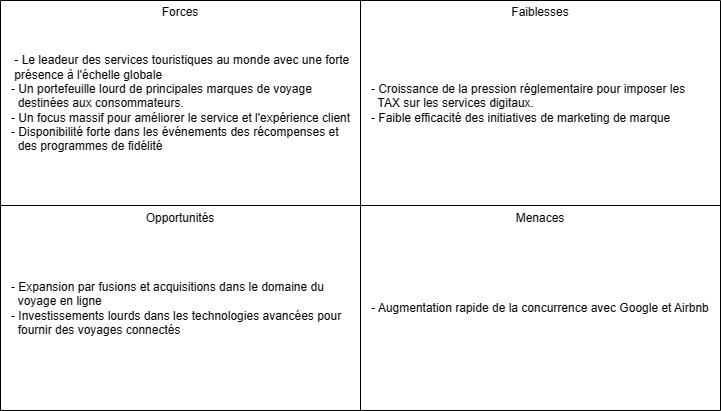 Forces
- Le leadeur des services touristiques au monde avec une forte
présence à l'échelle globale
- Un portefeuille lourd de principales marques de voyage
destinées aux consommateurs.
- Un focus massif pour améliorer le service et l'expérience client
- Disponibilité forte dans les événements des récompenses et
des programmes de fidélité
Faiblesses
- Croissance de la pression réglementaire pour imposer les
TAX sur les services digitaux.
- Faible efficacité des initiatives de marketing de marque
Opportunités
- Expansion par fusions et acquisitions dans le domaine du
voyage en ligne
- Investissements lourds dans les technologies avancées pour
fournir des voyages connectés
Menaces
- Augmentation rapide de la concurrence avec Google et Airbnb